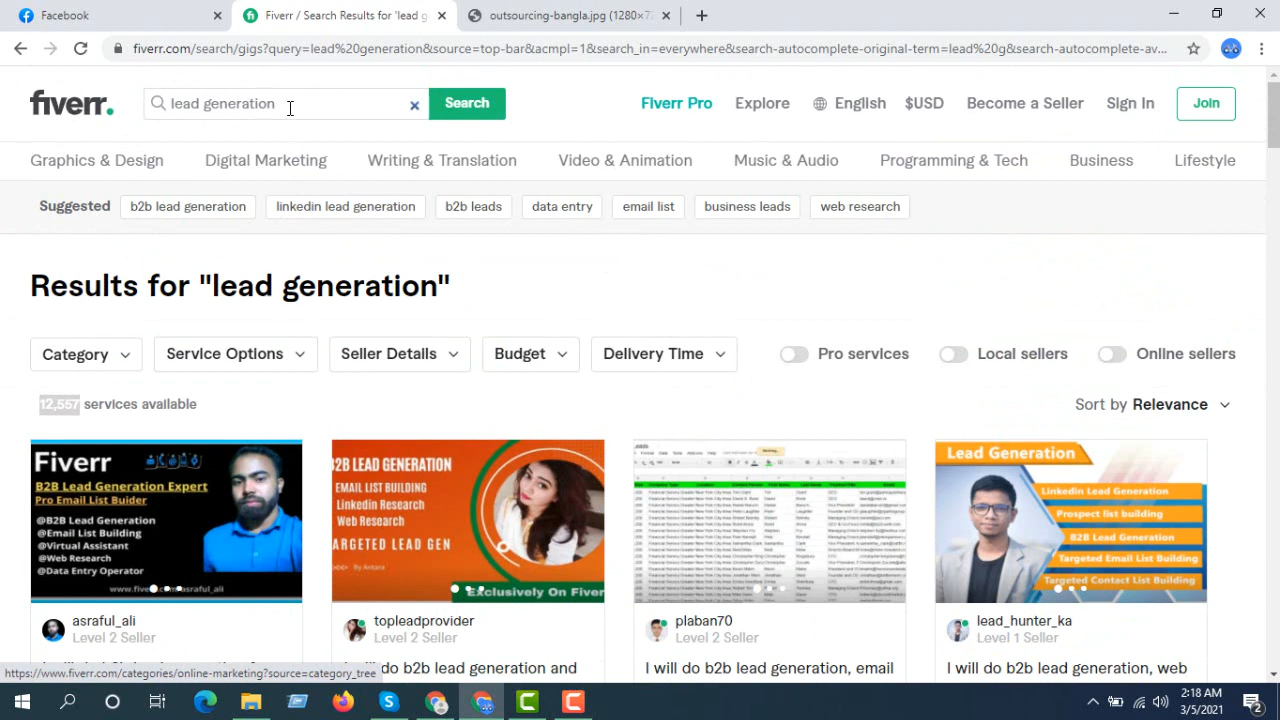 Facebook
Fiverr / Search Results for 'lead g
outsourcing-bangla.jpg (1280×7
fiverr.com/search/gigs?query=lead%20generation&source=top-bar&acmpl=1&search_in=everywhere&search-autocomplete-original-term=lead%20g&search-autocomplete-av...
fiverr.
lead generation
Search
Fiverr Pro
Explore
English
$USD
Become a Seller
Sign In
Join
Graphics & Design
Digital Marketing
Writing & Translation
Video & Animation
Music & Audio
Programming & Tech
Business
Lifestyle
Suggested
b2b lead generation
linkedin lead generation
b2b leads
data entry
email list
business leads
web research
Results for "lead generation"
Category
Service Options
Seller Details
Budget
Delivery Time
Pro services
Local sellers
Online sellers
12,557 services available
Sort by Relevance
Fiverr
B2B Lead Generation Expert
Pro Email List Buider
@B2B Lead Generation
@Email List Building
@Virtual Assistant
@Web Research
@Data Entry Operator
B2B LEAD GENERATION
EMAIL LIST BUILDING
Linkedin Research
Web Research
TARGETED LEAD GEN
>>> By Antara
Exclusively On Fiver
Lead Generation
Linkedin Lead Generation
Prospect list building
B2B Lead Generation
Targeted Email List Building
Targeted Contact List Building
asraful_ali
Level 2 Seller
topleadprovider
Level 2 Seller
plaban70
Level 2 Seller
lead_hunter_ka
Level 1 Seller
do b2b lead generation and
I will do b2b lead generation, email
I will do b2b lead generation, web
https://www.fiverr.com/categories/online-marketing?source=category_tree
2:18 AM
3/5/2021
2